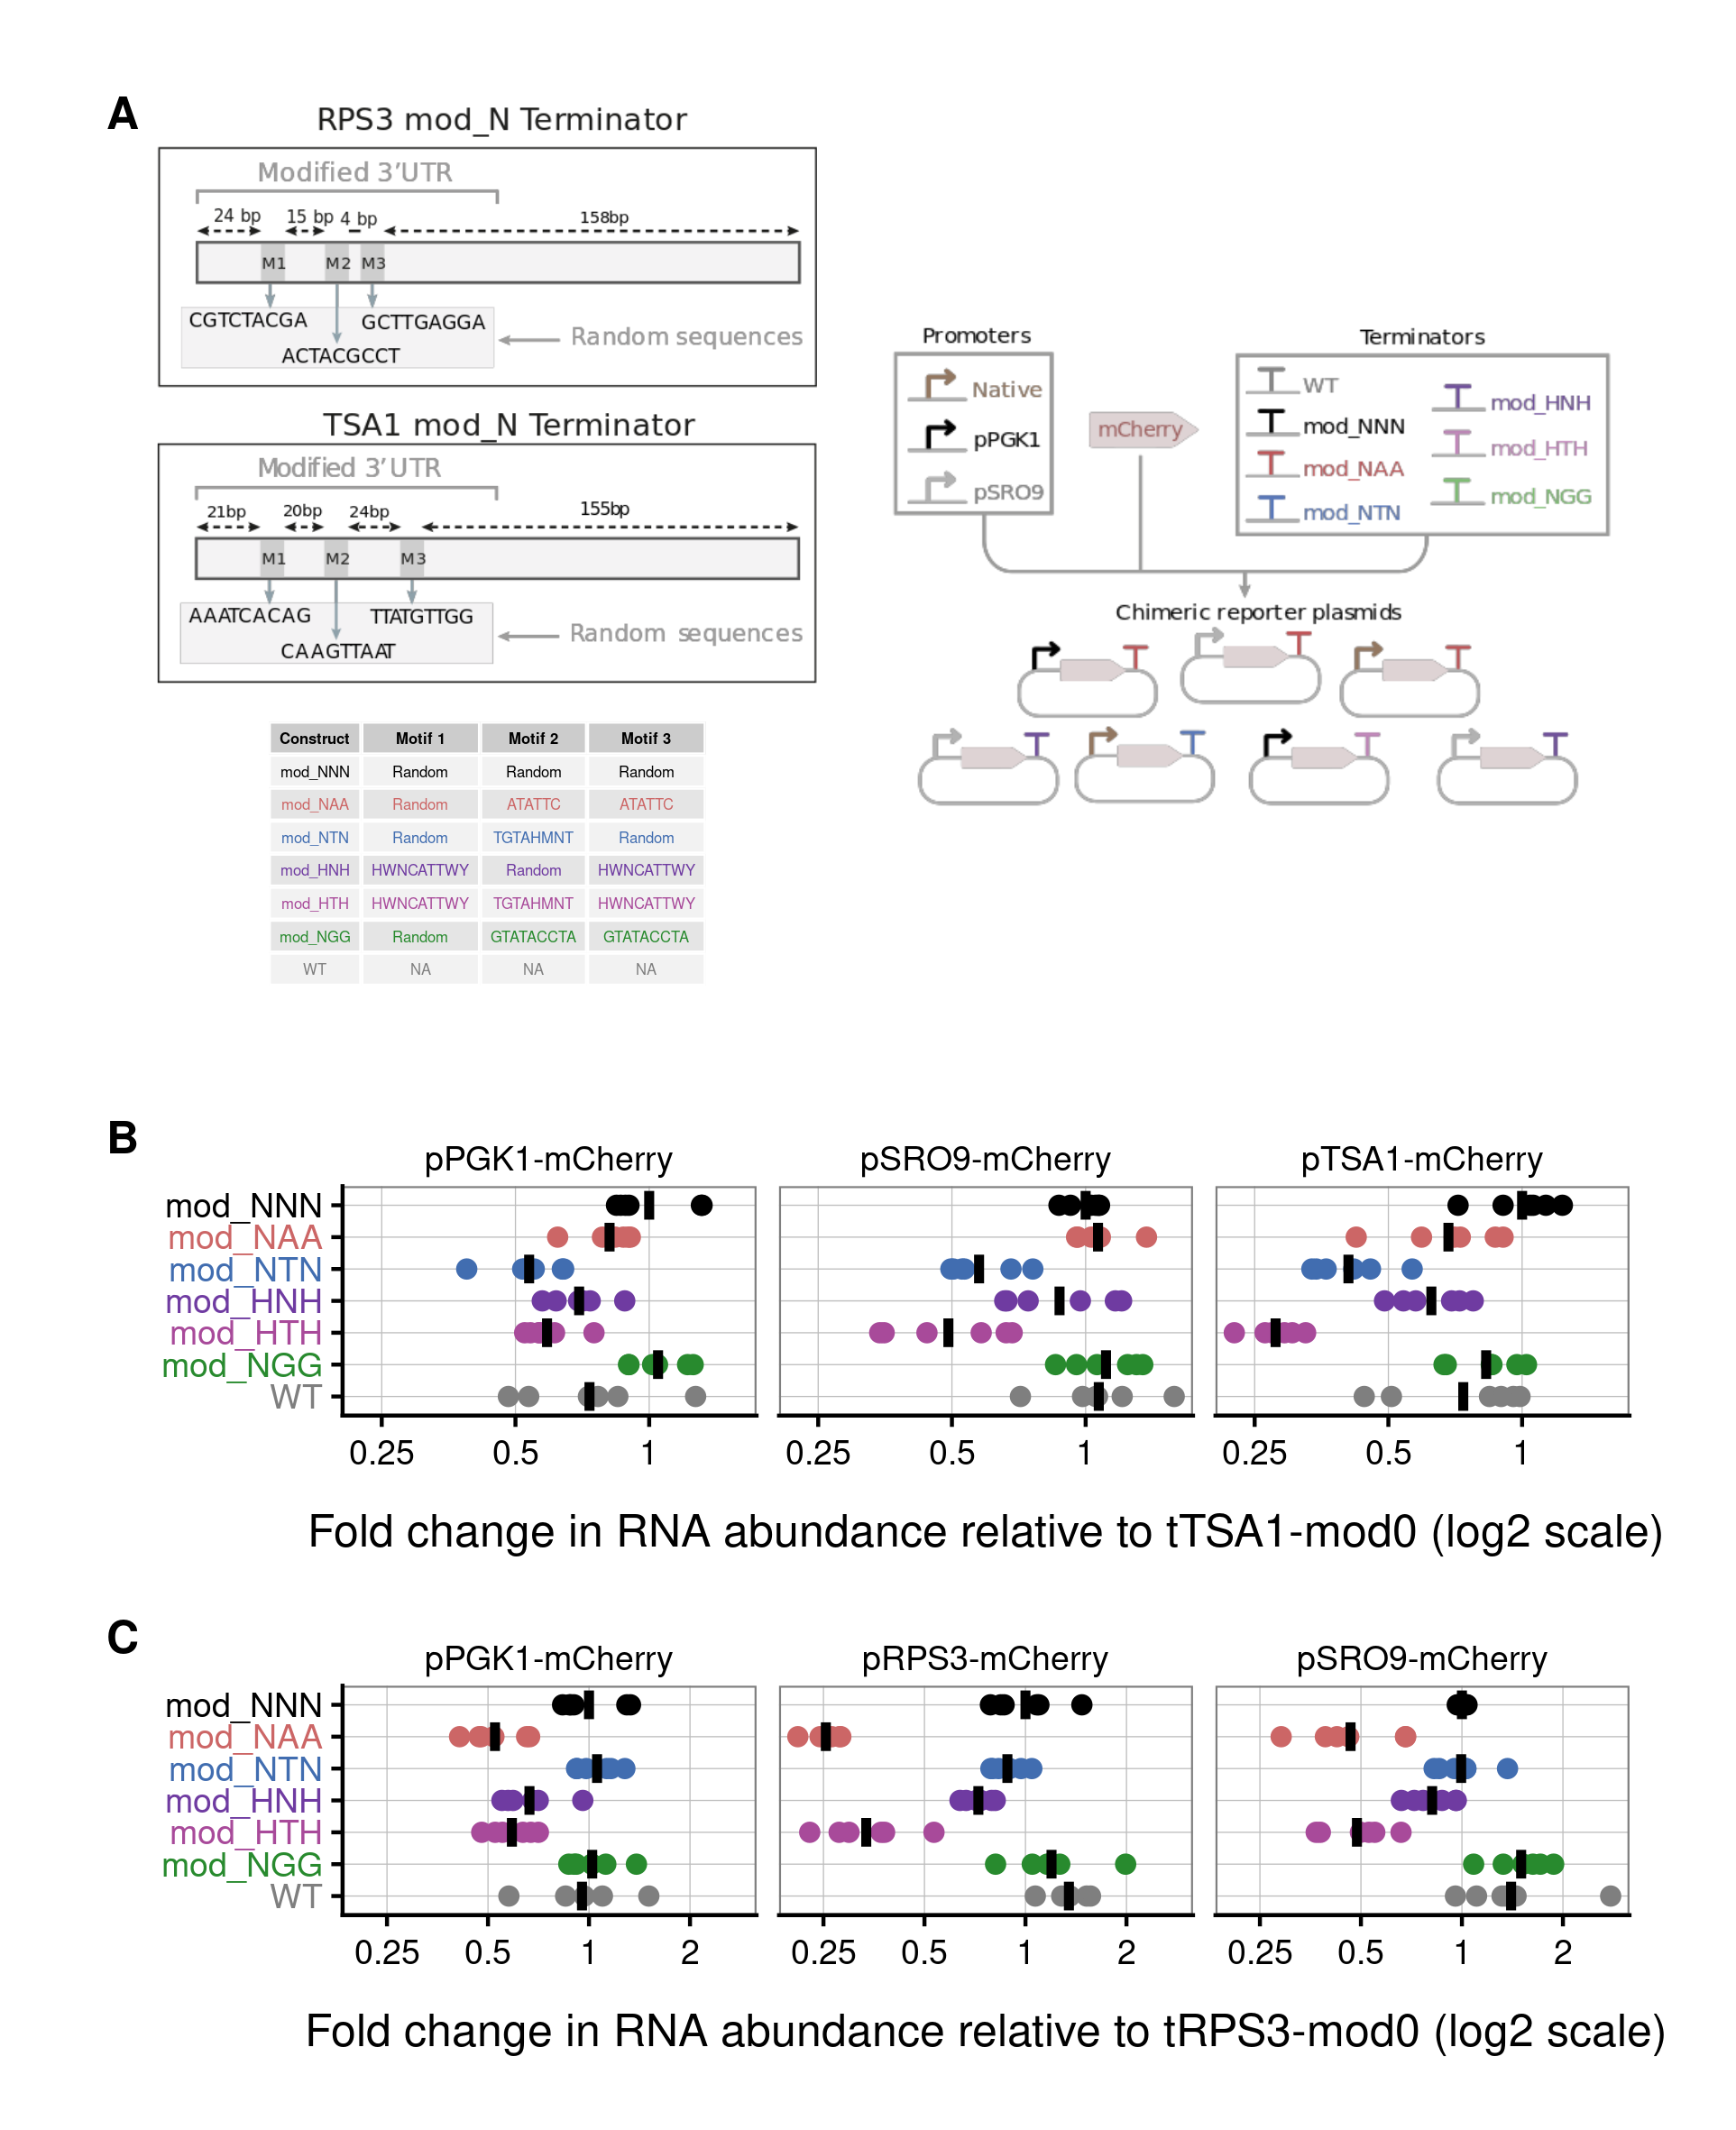 A
RPS3 mod_N Terminator
Modified 3'UTR
24 bp 15 bp 4 bp 158bp
M1 M2 M3
CGTCTACGA GCTTGAGGA
ACTACGCCT
Random sequences
TSA1 mod_N Terminator
Modified 3'UTR
21bp 20bp 24bp 155bp
M1 M2 M3
AAATCACAG TTATGTTGG
CAAGTTAAT
Random sequences
Construct Motif 1 Motif 2 Motif 3
mod_NNN Random Random Random
mod_NAA Random ATATTC ATATTC
mod_NTN Random TGTAHMNT Random
mod_HNH HWNCATTWY Random HWNCATTWY
mod_HTH HWNCATTWY TGTAHMNT HWNCATTWY
mod_NGG Random GTATACCTA GTATACCTA
WT NA NA NA
Promoters
Native
pPGK1
pSRO9
mCherry
Terminators
WT
mod_NNN
mod_NAA
mod_NTN
mod_HNH
mod_HTH
mod_NGG
Chimeric reporter plasmids
B
pPGK1-mCherry pSRO9-mCherry pTSA1-mCherry
mod_NNN
mod_NAA
mod_NTN
mod_HNH
mod_HTH
mod_NGG
WT
0.25 0.5 1 0.25 0.5 1 0.25 0.5 1
Fold change in RNA abundance relative to tTSA1-mod0 (log2 scale)
C
pPGK1-mCherry pRPS3-mCherry pSRO9-mCherry
mod_NNN
mod_NAA
mod_NTN
mod_HNH
mod_HTH
mod_NGG
WT
0.25 0.5 1 2 0.25 0.5 1 2 0.25 0.5 1 2
Fold change in RNA abundance relative to tRPS3-mod0 (log2 scale)